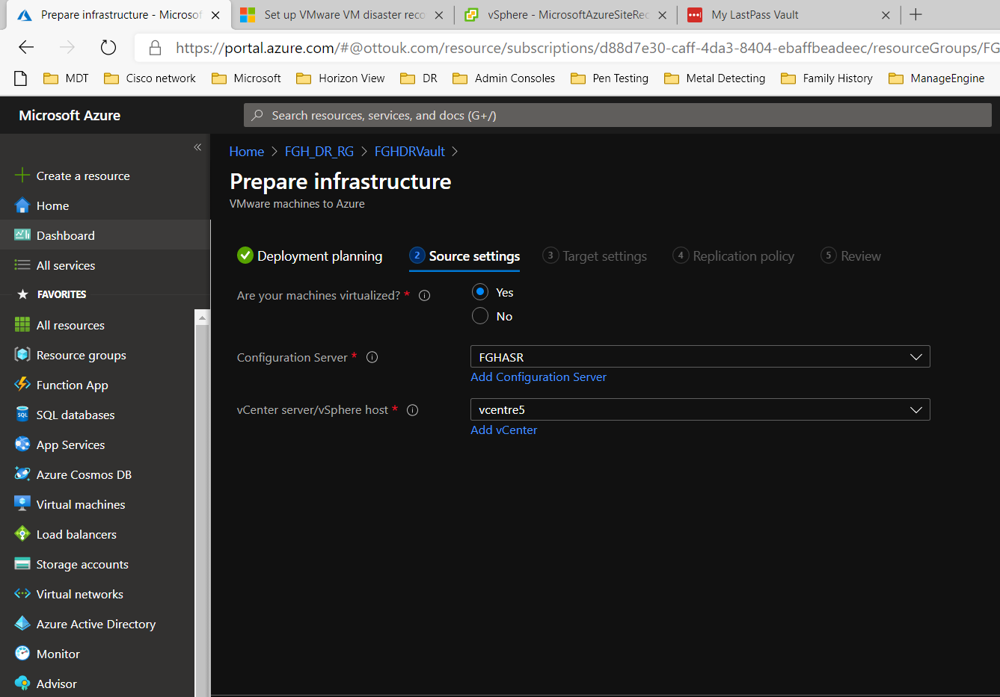 Prepare infrastructure - Microsof
Set up VMware VM disaster reco
vSphere - MicrosoftAzureSiteRec
My LastPass Vault
https://portal.azure.com/#@ottouk.com/resource/subscriptions/d88d7e30-caff-4da3-8404-ebaffbeadeec/resourceGroups/FG
MDT
Cisco network
Microsoft
Horizon View
DR
Admin Consoles
Pen Testing
Metal Detecting
Family History
ManageEngine
Microsoft Azure
Search resources, services, and docs (G+/)
«
Create a resource
Home
Dashboard
All services
FAVORITES
All resources
Resource groups
Function App
SQL
SQL databases
App Services
Azure Cosmos DB
Virtual machines
Load balancers
Storage accounts
Virtual networks
Azure Active Directory
Monitor
Advisor
Home > FGH_DR_RG > FGHDRVault >
Prepare infrastructure
VMware machines to Azure
Deployment planning
2 Source settings
3 Target settings
4 Replication policy
5 Review
Are your machines virtualized? *
Yes
No
Configuration Server *
FGHASR
Add Configuration Server
vCenter server/vSphere host *
vcentre5
Add vCenter